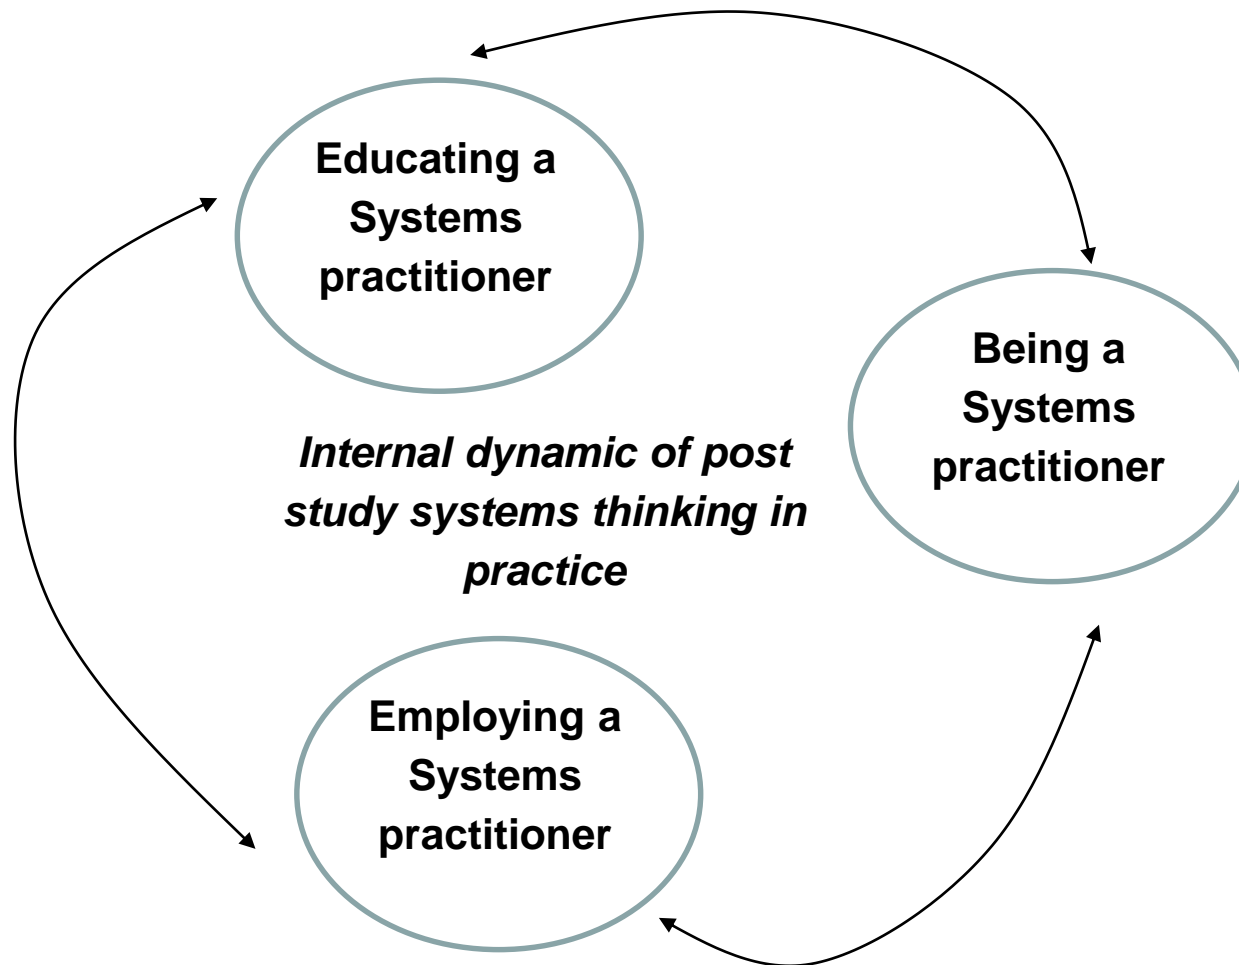 Educating a
Systems
practitioner
Being a
Systems
practitioner
Internal dynamic of post
study systems thinking in
practice
Employing a
Systems
practitioner